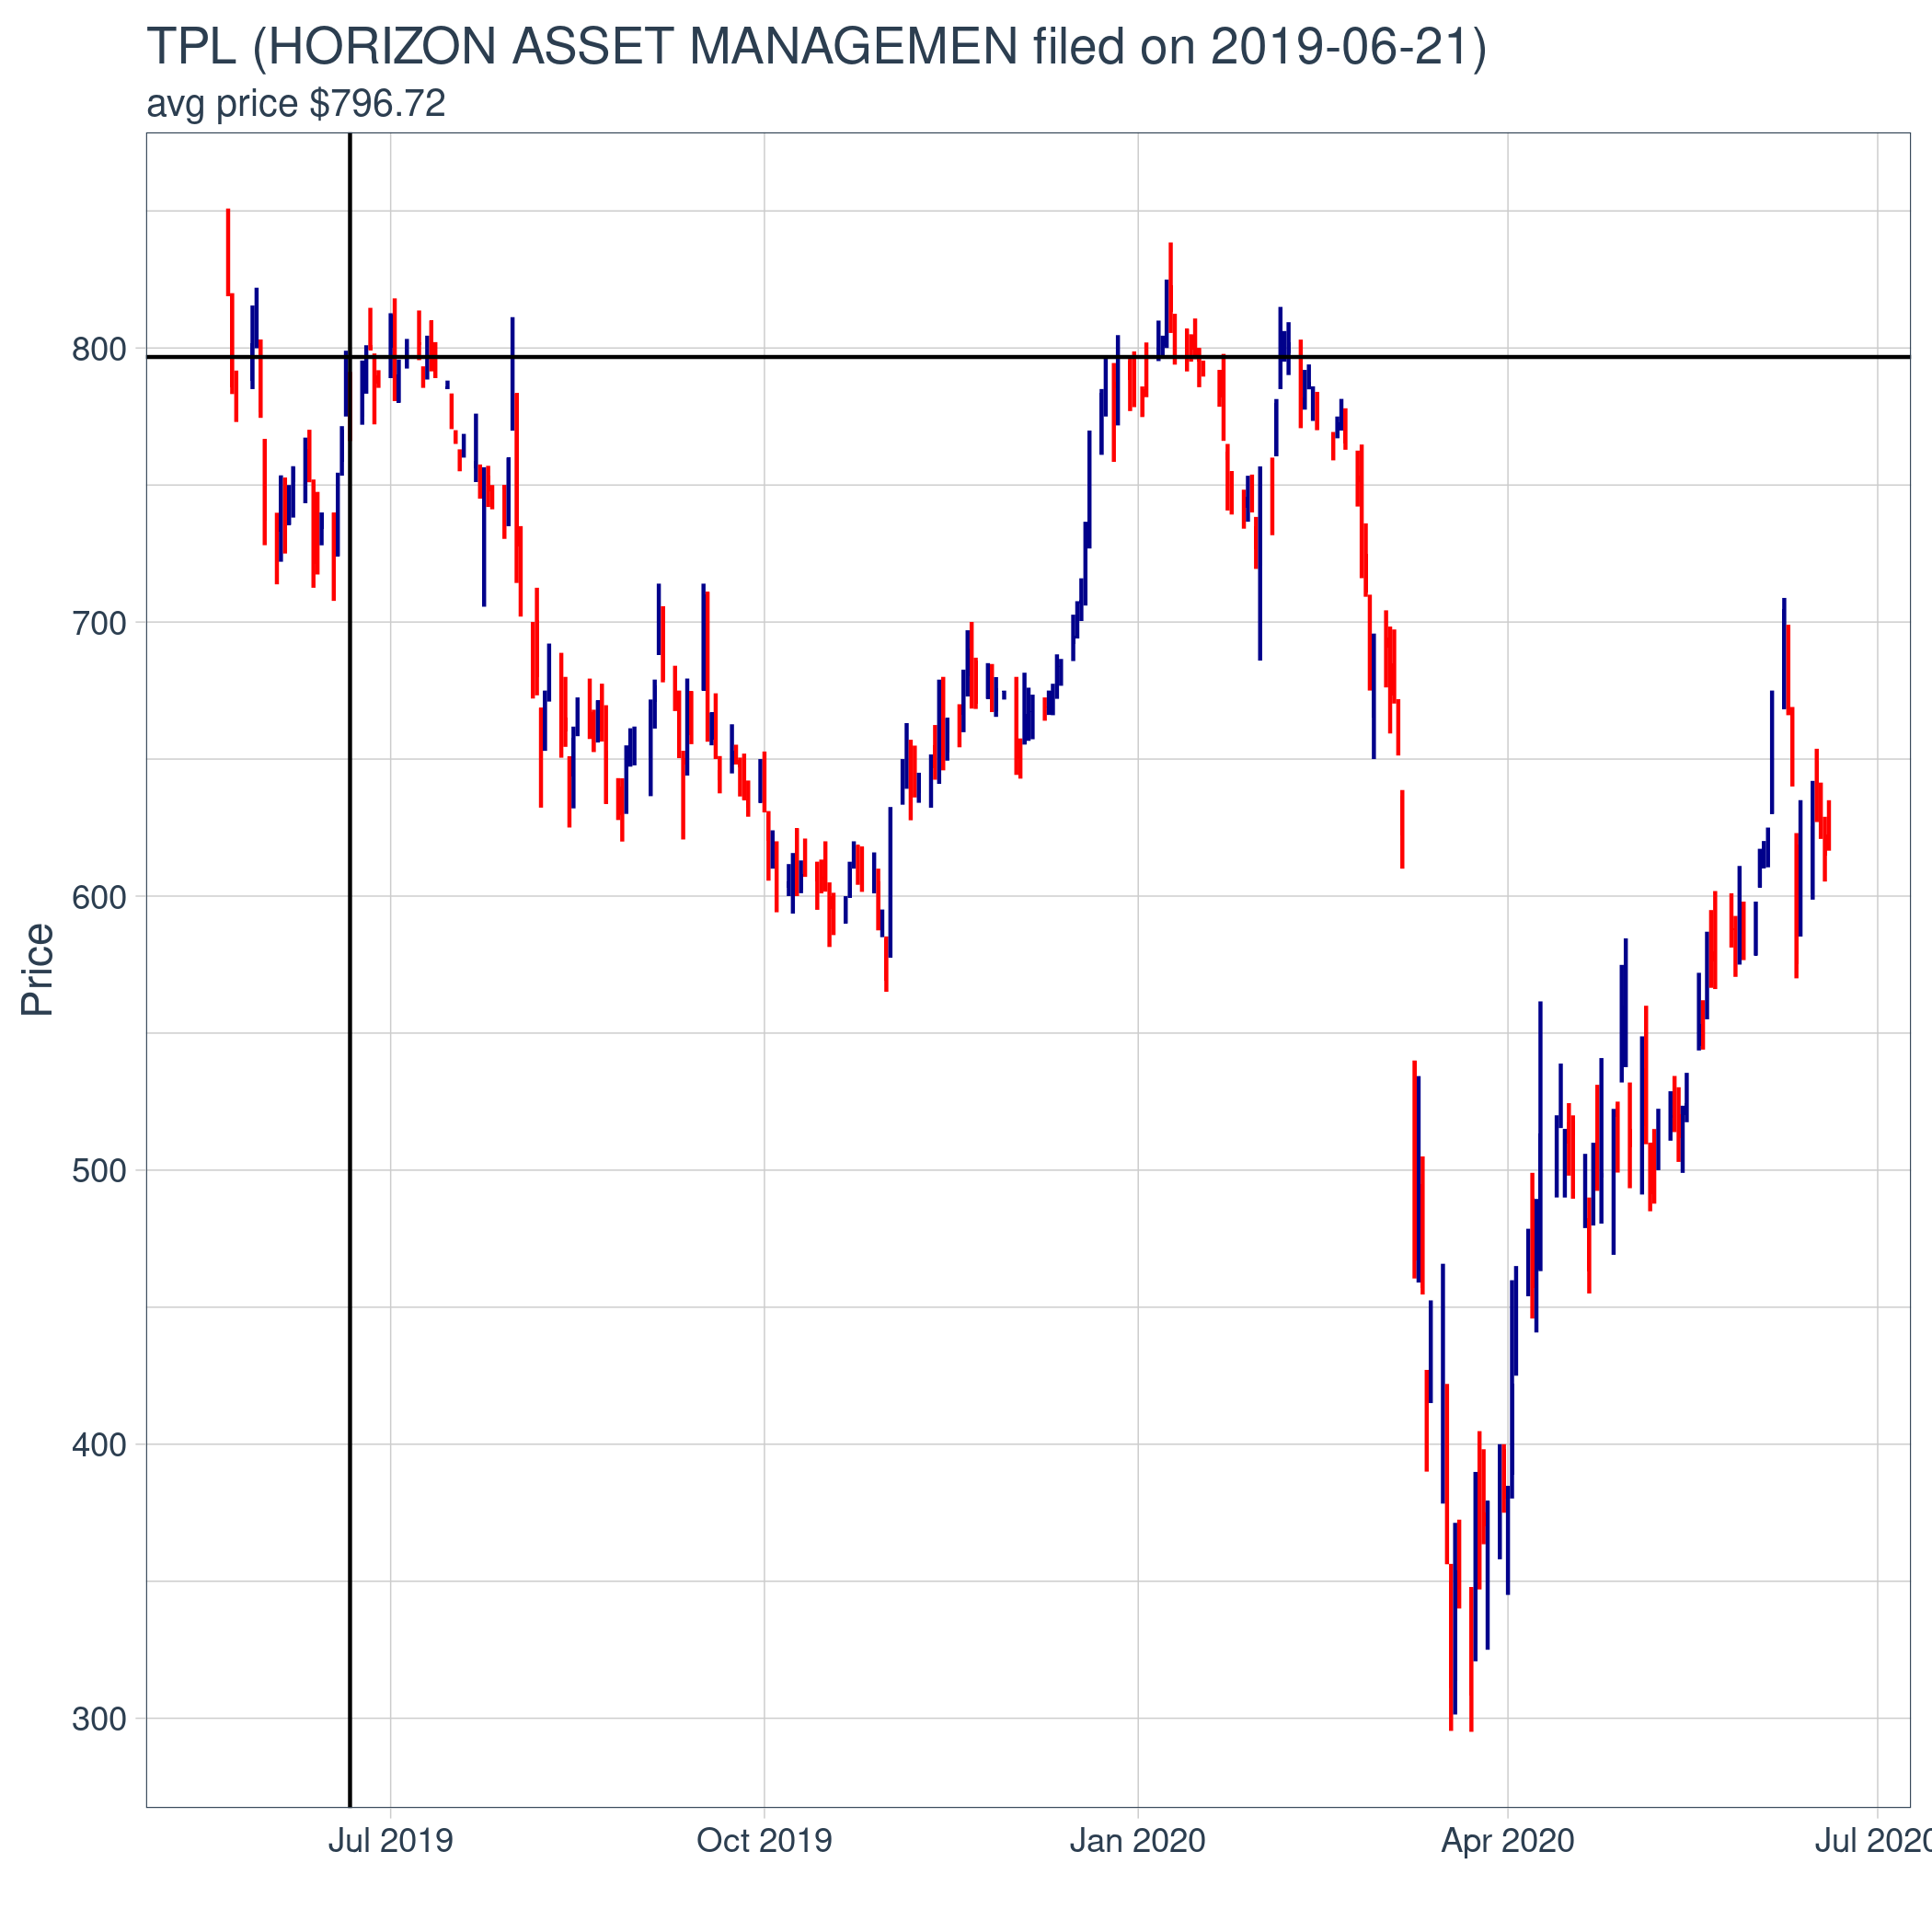 TPL (HORIZON ASSET MANAGEMEN filed on 2019-06-21)
avg price $796.72
Price
800
700
600
500
400
300
Jul 2019 Oct 2019 Jan 2020 Apr 2020 Jul 2020